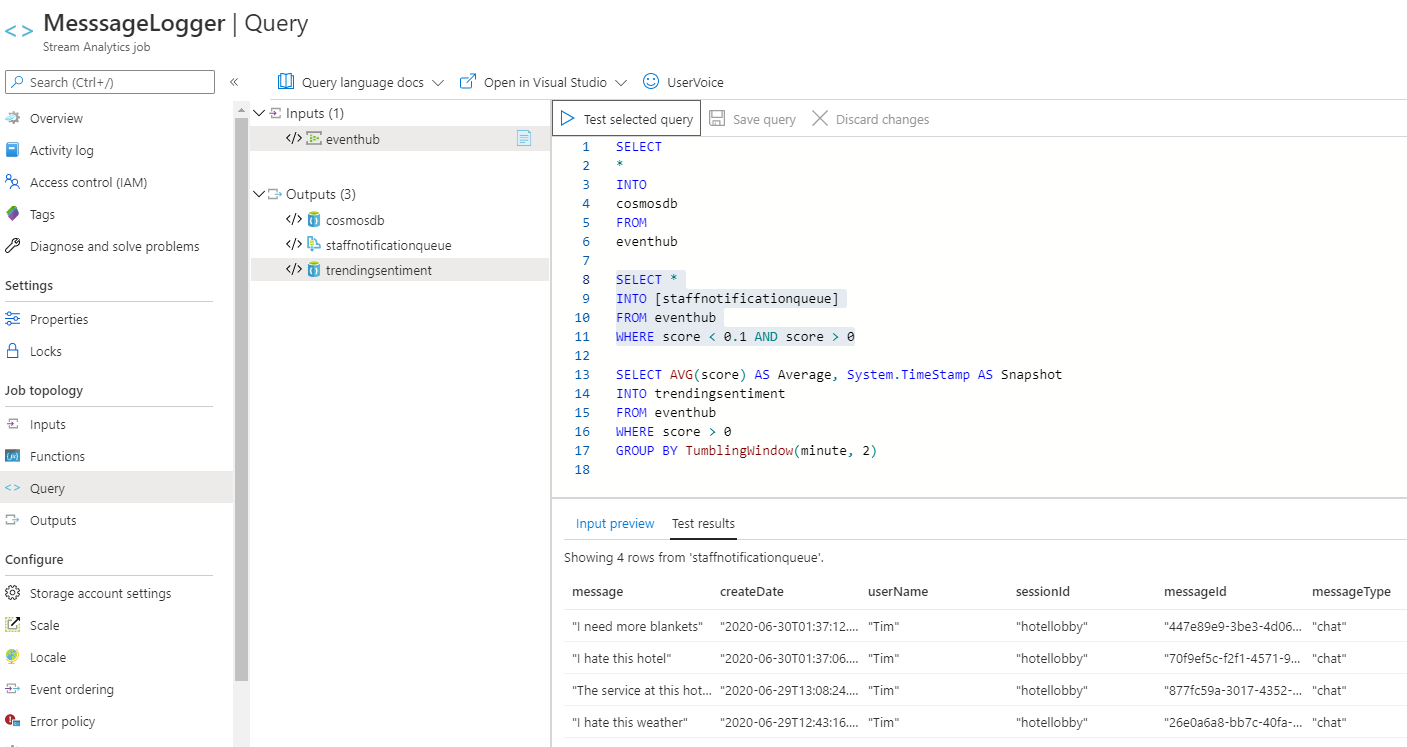 <> MesssageLogger | Query
Stream Analytics job
Search (Ctrl+/)
«
Overview
Activity log
Access control (IAM)
Tags
Diagnose and solve problems
Settings
Properties
Locks
Job topology
Inputs
Functions
<> Query
Outputs
Configure
Storage account settings
Scale
Locale
Event ordering
Error policy
Query language docs
Open in Visual Studio
UserVoice
Inputs (1)
</> eventhub
Outputs (3)
</> cosmosdb
</> staffnotificationqueue
</> trendingsentiment
Test selected query
Save query
Discard changes
1 SELECT
2 *
3 INTO
4 cosmosdb
5 FROM
6 eventhub
7
8 SELECT *
9 INTO [staffnotificationqueue]
10 FROM eventhub
11 WHERE score < 0.1 AND score > 0
12
13 SELECT AVG(score) AS Average, System.TimeStamp AS Snapshot
14 INTO trendingsentiment
15 FROM eventhub
16 WHERE score > 0
17 GROUP BY TumblingWindow(minute, 2)
18
Input preview Test results
Showing 4 rows from 'staffnotificationqueue'.
message createDate userName sessionId messageId messageType
"I need more blankets" "2020-06-30T01:37:12.... "Tim" "hotellobby" "447e89e9-3be3-4d06... "chat"
"I hate this hotel" "2020-06-30T01:37:06.... "Tim" "hotellobby" "70f9ef5c-f2f1-4571-9... "chat"
"The service at this hot... "2020-06-29T13:08:24.... "Tim" "hotellobby" "877fc59a-3017-4352-... "chat"
"I hate this weather" "2020-06-29T12:43:16.... "Tim" "hotellobby" "26e0a6a8-bb7c-40fa-... "chat"